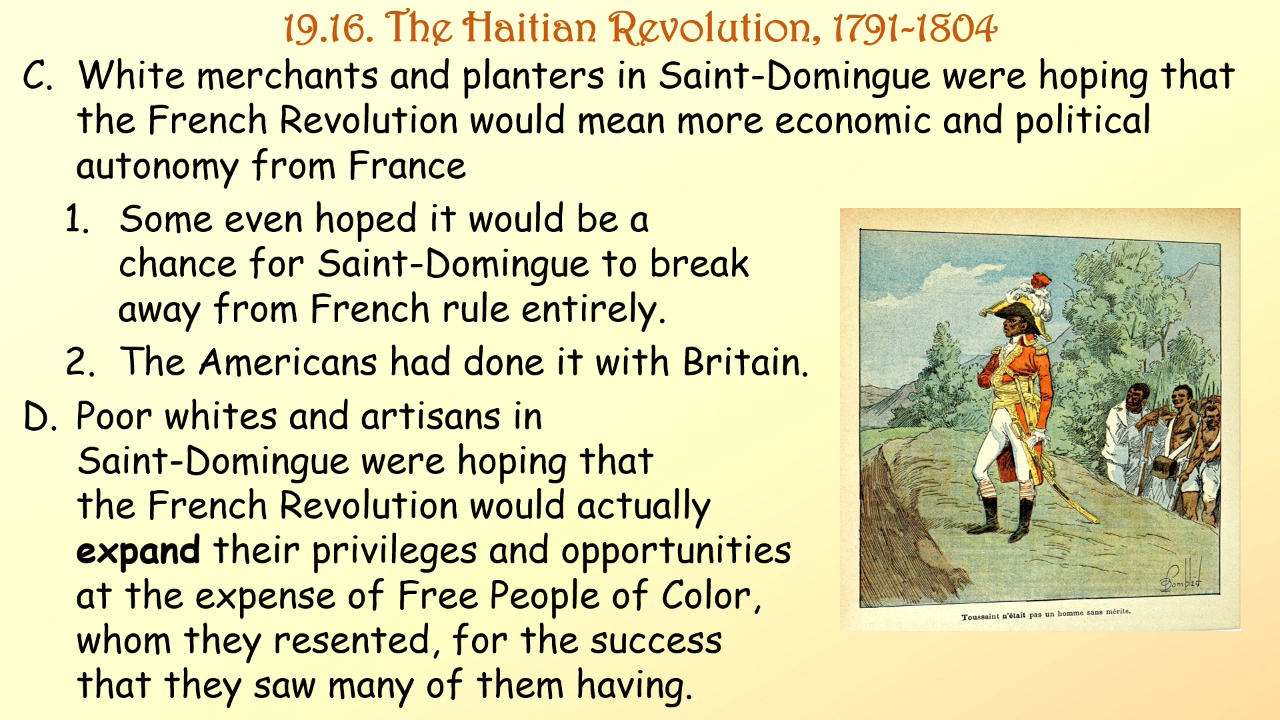 19.16. The Haitian Revolution, 1791-1804
C. White merchants and planters in Saint-Domingue were hoping that
the French Revolution would mean more economic and political
autonomy from France
1. Some even hoped it would be a
chance for Saint-Domingue to break
away from French rule entirely.
2. The Americans had done it with Britain.
D. Poor whites and artisans in
Saint-Domingue were hoping that
the French Revolution would actually
expand their privileges and opportunities
at the expense of Free People of Color,
whom they resented, for the success
that they saw many of them having.
Toussaint n'était pas un homme sans mérite.